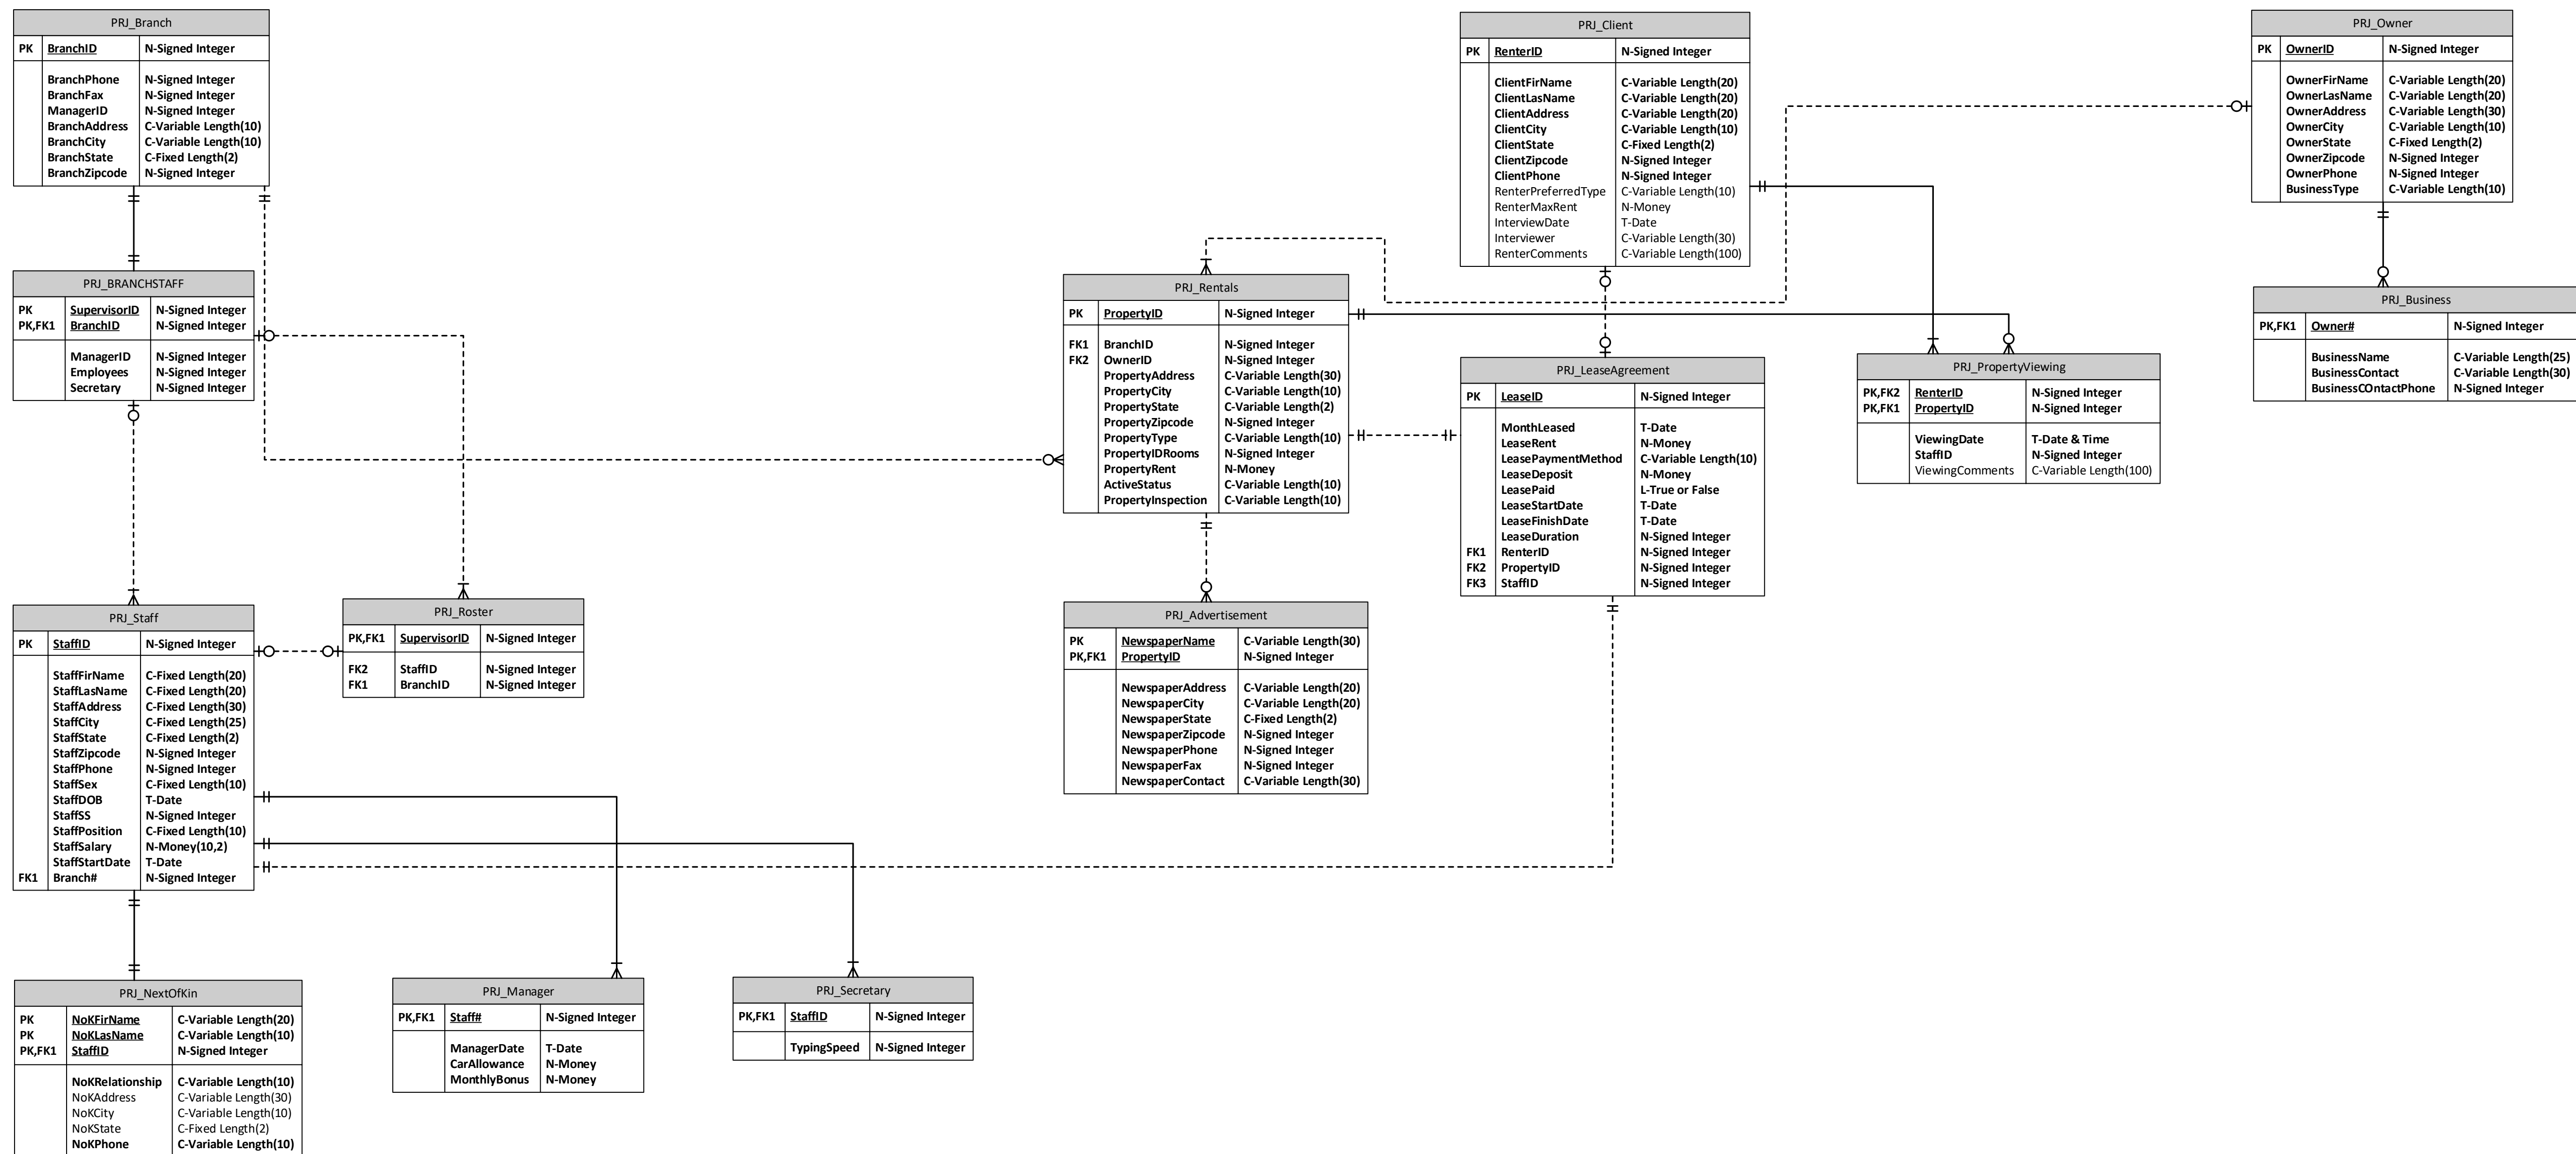 PRJ_Branch
PK BranchID N-Signed Integer
BranchPhone N-Signed Integer
BranchFax N-Signed Integer
ManagerID N-Signed Integer
BranchAddress C-Variable Length(10)
BranchCity C-Variable Length(10)
BranchState C-Fixed Length(2)
BranchZipcode N-Signed Integer
PRJ_Client
PK RenterID N-Signed Integer
ClientFirName C-Variable Length(20)
ClientLasName C-Variable Length(20)
ClientAddress C-Variable Length(20)
ClientCity C-Variable Length(10)
ClientState C-Fixed Length(2)
ClientZipcode N-Signed Integer
ClientPhone N-Signed Integer
RenterPreferredType C-Variable Length(10)
RenterMaxRent N-Money
InterviewDate T-Date
Interviewer C-Variable Length(30)
RenterComments C-Variable Length(100)
PRJ_Owner
PK OwnerID N-Signed Integer
OwnerFirName C-Variable Length(20)
OwnerLasName C-Variable Length(20)
OwnerAddress C-Variable Length(30)
OwnerCity C-Variable Length(10)
OwnerState C-Fixed Length(2)
OwnerZipcode N-Signed Integer
OwnerPhone N-Signed Integer
BusinessType C-Variable Length(10)
PRJ_BRANCHSTAFF
PK SupervisorID N-Signed Integer
PK,FK1 BranchID N-Signed Integer
ManagerID N-Signed Integer
Employees N-Signed Integer
Secretary N-Signed Integer
PRJ_Rentals
PK PropertyID N-Signed Integer
FK1 BranchID N-Signed Integer
FK2 OwnerID N-Signed Integer
PropertyAddress C-Variable Length(30)
PropertyCity C-Variable Length(10)
PropertyState C-Variable Length(2)
PropertyZipcode N-Signed Integer
PropertyType C-Variable Length(10)
PropertyIDRooms N-Signed Integer
PropertyRent N-Money
ActiveStatus C-Variable Length(10)
PropertyInspection C-Variable Length(10)
PRJ_LeaseAgreement
PK LeaseID N-Signed Integer
MonthLeased T-Date
LeaseRent N-Money
LeasePaymentMethod C-Variable Length(10)
LeaseDeposit N-Money
LeasePaid L-True or False
LeaseStartDate T-Date
LeaseFinishDate T-Date
LeaseDuration N-Signed Integer
FK1 RenterID N-Signed Integer
FK2 PropertyID N-Signed Integer
FK3 StaffID N-Signed Integer
PRJ_PropertyViewing
PK,FK2 RenterID N-Signed Integer
PK,FK1 PropertyID N-Signed Integer
ViewingDate T-Date & Time
StaffID N-Signed Integer
ViewingComments C-Variable Length(100)
PRJ_Business
PK,FK1 Owner# N-Signed Integer
BusinessName C-Variable Length(25)
BusinessContact C-Variable Length(30)
BusinessCOntactPhone N-Signed Integer
PRJ_Staff
PK StaffID N-Signed Integer
StaffFirName C-Fixed Length(20)
StaffLasName C-Fixed Length(20)
StaffAddress C-Fixed Length(30)
StaffCity C-Fixed Length(25)
StaffState C-Fixed Length(2)
StaffZipcode N-Signed Integer
StaffPhone N-Signed Integer
StaffSex C-Fixed Length(10)
StaffDOB T-Date
StaffSS N-Signed Integer
StaffPosition C-Fixed Length(10)
StaffSalary N-Money(10,2)
StaffStartDate T-Date
FK1 Branch# N-Signed Integer
PRJ_Roster
PK,FK1 SupervisorID N-Signed Integer
FK2 StaffID N-Signed Integer
FK1 BranchID N-Signed Integer
PRJ_Advertisement
PK NewspaperName C-Variable Length(30)
PK,FK1 PropertyID N-Signed Integer
NewspaperAddress C-Variable Length(20)
NewspaperCity C-Variable Length(20)
NewspaperState C-Fixed Length(2)
NewspaperZipcode N-Signed Integer
NewspaperPhone N-Signed Integer
NewspaperFax N-Signed Integer
NewspaperContact C-Variable Length(30)
PRJ_NextOfKin
PK NoKFirName C-Variable Length(20)
PK NoKLasName C-Variable Length(10)
PK,FK1 StaffID N-Signed Integer
NoKRelationship C-Variable Length(10)
NoKAddress C-Variable Length(30)
NoKCity C-Variable Length(10)
NoKState C-Fixed Length(2)
NoKPhone C-Variable Length(10)
PRJ_Manager
PK,FK1 Staff# N-Signed Integer
ManagerDate T-Date
CarAllowance N-Money
MonthlyBonus N-Money
PRJ_Secretary
PK,FK1 StaffID N-Signed Integer
TypingSpeed N-Signed Integer